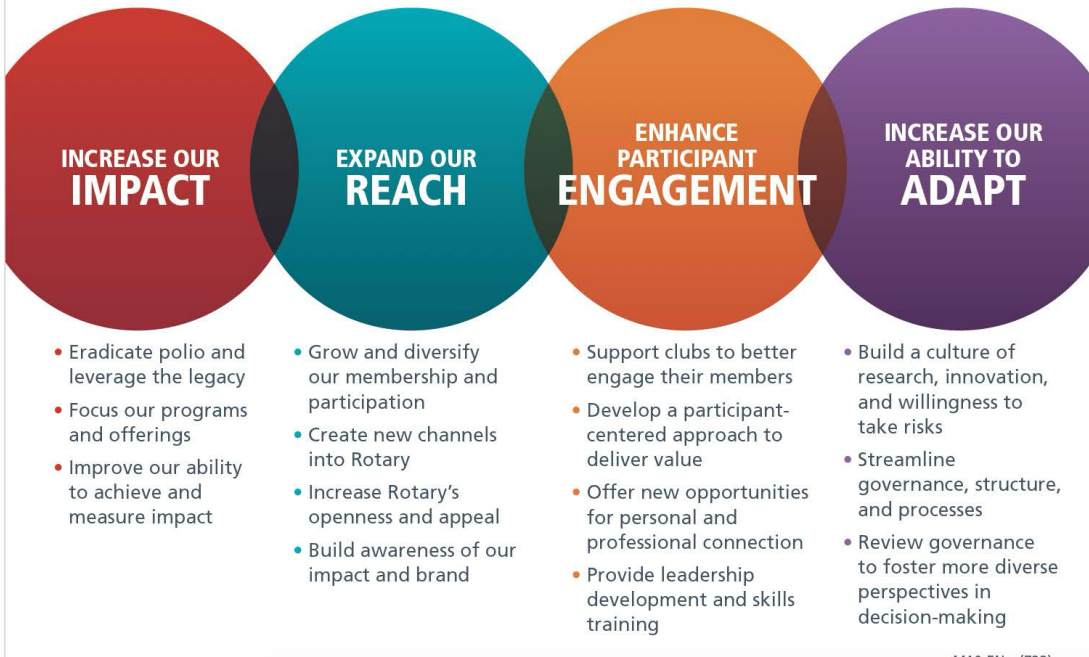 INCREASE OUR
IMPACT
EXPAND OUR
REACH
ENHANCE
PARTICIPANT
ENGAGEMENT
INCREASE OUR
ABILITY TO
ADAPT
• Eradicate polio and
leverage the legacy
• Focus our programs
and offerings
• Improve our ability
to achieve and
measure impact
• Grow and diversify
our membership and
participation
• Create new channels
into Rotary
• Increase Rotary’s
openness and appeal
• Build awareness of our
impact and brand
• Support clubs to better
engage their members
• Develop a participant-
centered approach to
deliver value
• Offer new opportunities
for personal and
professional connection
• Provide leadership
development and skills
training
• Build a culture of
research, innovation,
and willingness to
take risks
• Streamline
governance, structure,
and processes
• Review governance
to foster more diverse
perspectives in
decision-making